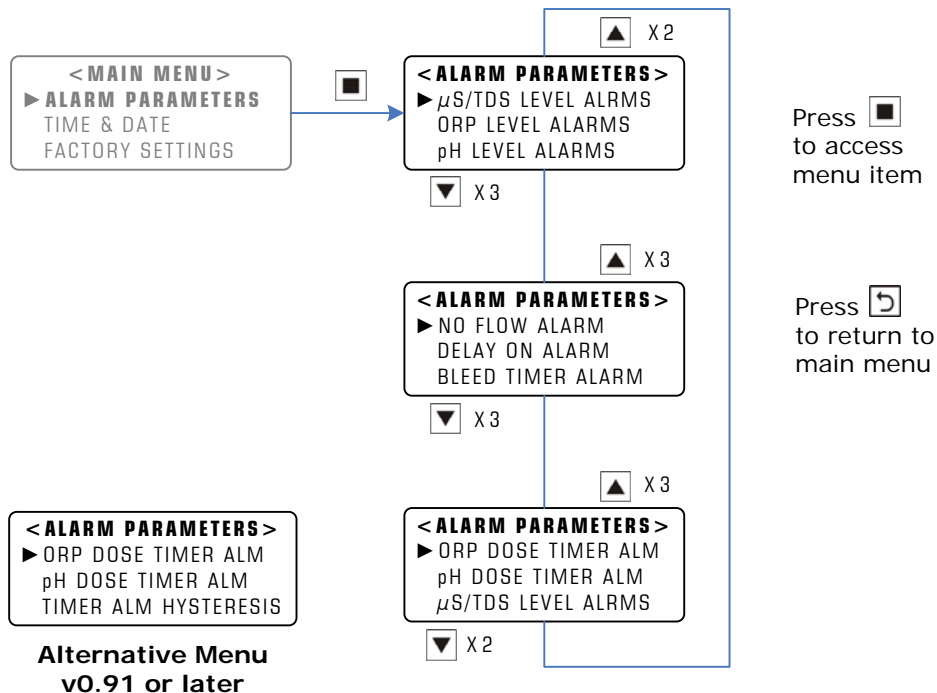 X 2
<MAIN MENU>
▶ALARM PARAMETERS
TIME & DATE
FACTORY SETTINGS
<ALARM PARAMETERS>
▶µS/TDS LEVEL ALRMS
ORP LEVEL ALARMS
pH LEVEL ALARMS
X 3
Press
to access
menu item
X 3
<ALARM PARAMETERS>
▶NO FLOW ALARM
DELAY ON ALARM
BLEED TIMER ALARM
X 3
Press
to return to
main menu
X 3
<ALARM PARAMETERS>
▶ORP DOSE TIMER ALM
pH DOSE TIMER ALM
TIMER ALM HYSTERESIS
Alternative Menu
v0.91 or later
<ALARM PARAMETERS>
▶ORP DOSE TIMER ALM
pH DOSE TIMER ALM
µS/TDS LEVEL ALRMS
X 2